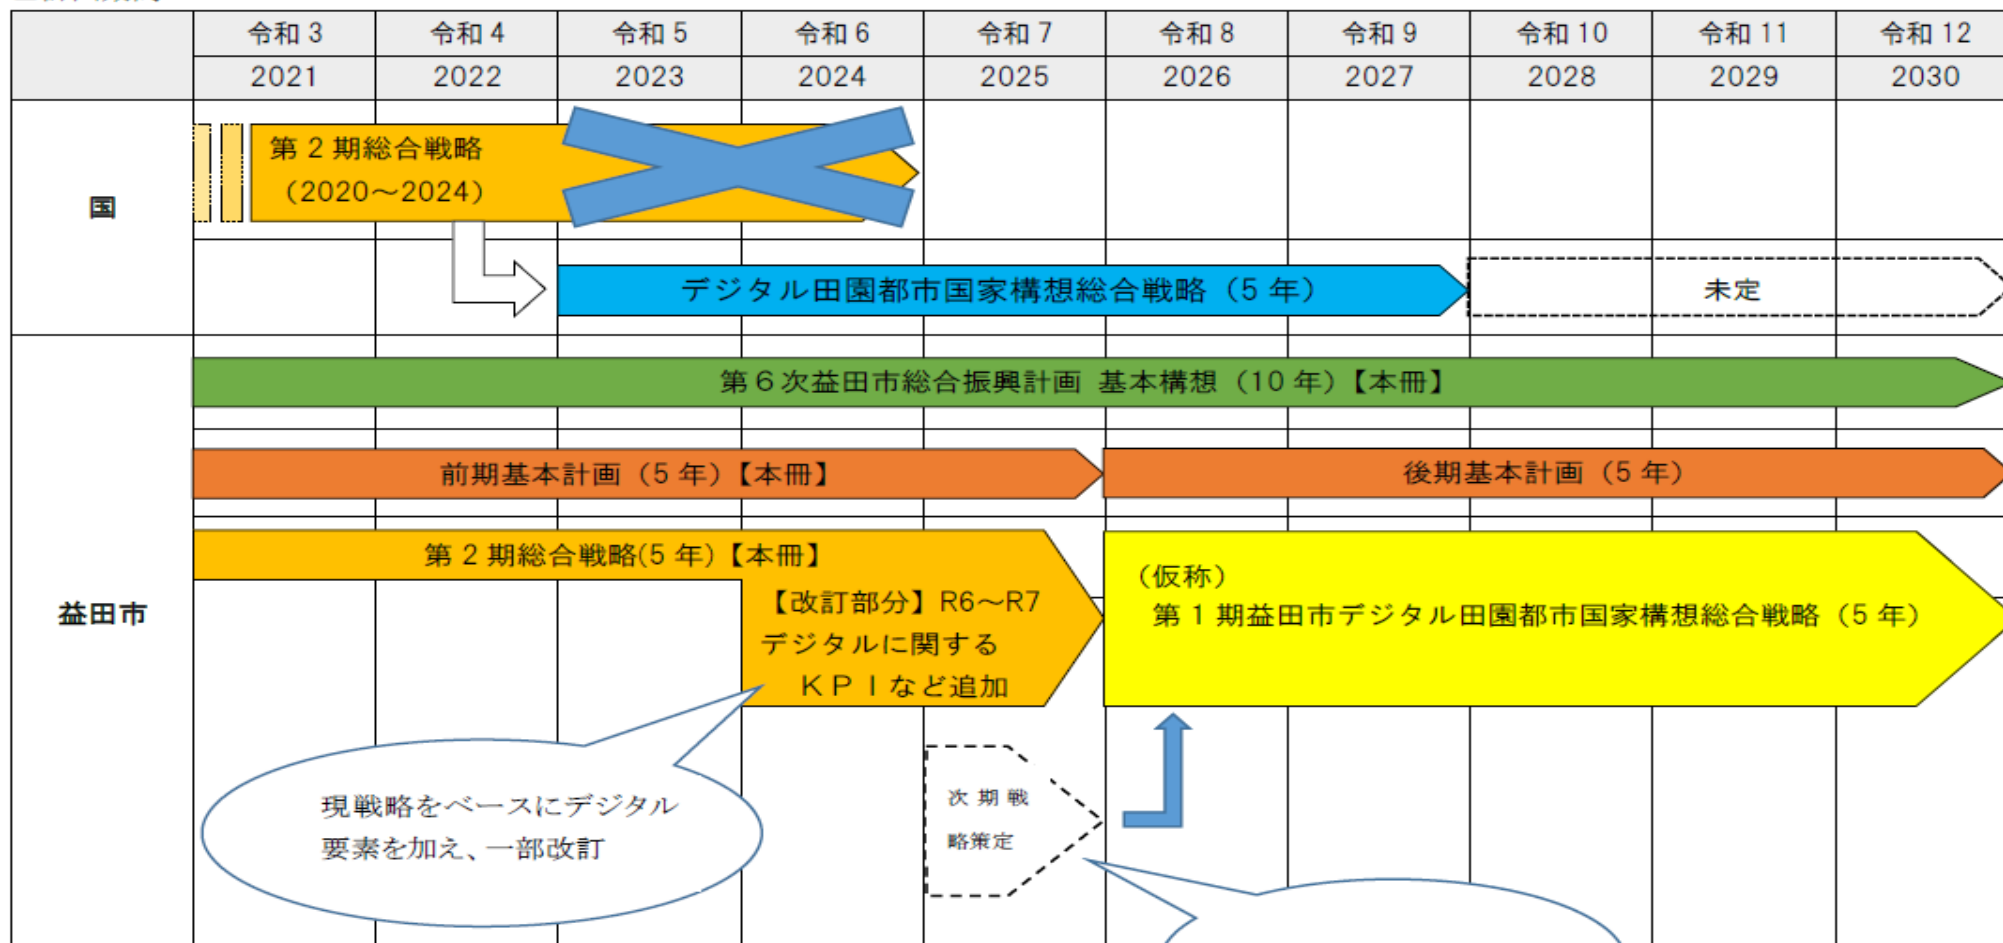 令和 3
令和 4
令和 5
令和 6
令和 7
令和 8
令和 9
令和 10
令和 11
令和 12
2021
2022
2023
2024
2025
2026
2027
2028
2029
2030
国
第 2 期総合戦略
（2020～2024）
デジタル田園都市国家構想総合戦略（5 年）
未定
益田市
第６次益田市総合振興計画 基本構想（10 年）【本冊】
前期基本計画（5 年）【本冊】
後期基本計画（5 年）
第 2 期総合戦略(5 年)【本冊】
【改訂部分】R6～R7
デジタルに関する
ＫＰＩなど追加
（仮称）
第 1 期益田市デジタル田園都市国家構想総合戦略（5 年）
現戦略をベースにデジタル
要素を加え、一部改訂
次 期 戦
略策定